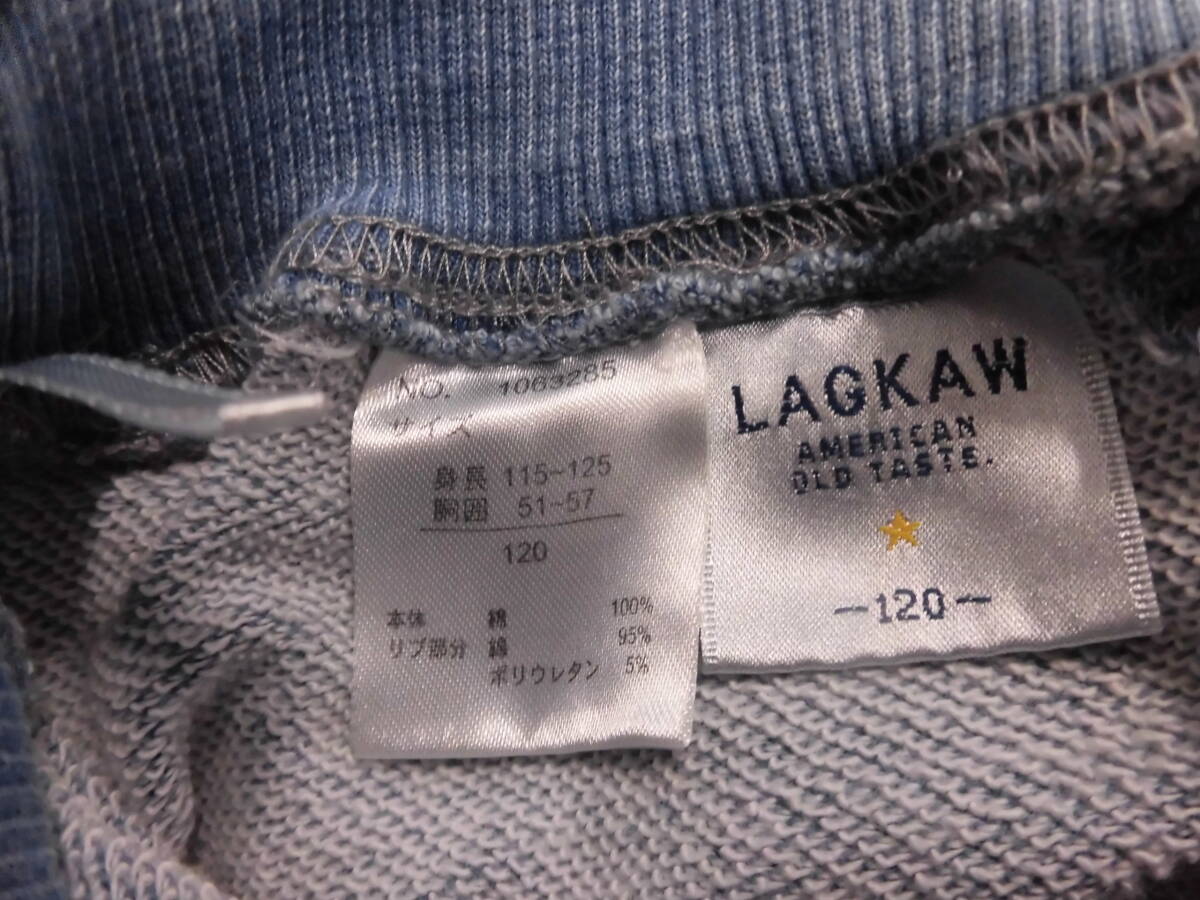 NO. 1063285
サイズ
身長 115~125
胸囲 51~57
120
本体 綿 100%
リブ部分 綿 95%
ポリウレタン 5%
LAGKAW
AMERICAN
OLD TASTE.
-120-